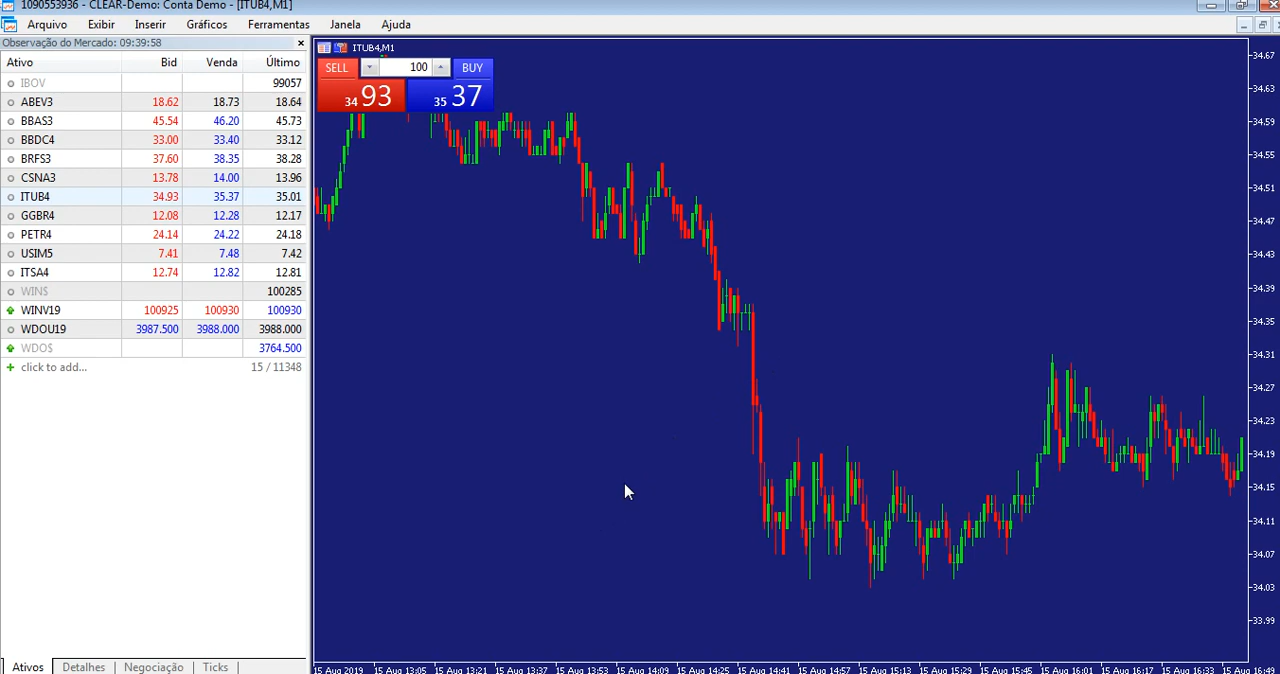 1090553936 - CLEAR-Demo: Conta Demo - [ITUB4,M1]
Arquivo Exibir Inserir Gráficos Ferramentas Janela Ajuda
Observação do Mercado: 09:39:58
Ativo Bid Venda Último
IBOV 99057
ABEV3 18.62 18.73 18.64
BBAS3 45.54 46.20 45.73
BBDC4 33.00 33.40 33.12
BRFS3 37.60 38.35 38.28
CSNA3 13.78 14.00 13.96
ITUB4 34.93 35.37 35.01
GGBR4 12.08 12.28 12.17
PETR4 24.14 24.22 24.18
USIM5 7.41 7.48 7.42
ITSA4 12.74 12.82 12.81
WIN$ 100285
WINV19 100925 100930 100930
WDOU19 3987.500 3988.000 3988.000
WDO$ 3764.500
click to add... 15 / 11348
Ativos Detalhes Negociação Ticks
ITUB4,M1
SELL 100 BUY
34 93 35 37
34.67
34.63
34.59
34.55
34.51
34.47
34.43
34.39
34.35
34.31
34.27
34.23
34.19
34.15
34.11
34.07
34.03
33.99
15 Aug 2019 15 Aug 13:05 15 Aug 13:21 15 Aug 13:37 15 Aug 13:53 15 Aug 14:09 15 Aug 14:25 15 Aug 14:41 15 Aug 14:57 15 Aug 15:13 15 Aug 15:29 15 Aug 15:45 15 Aug 16:01 15 Aug 16:17 15 Aug 16:33 15 Aug 16:49